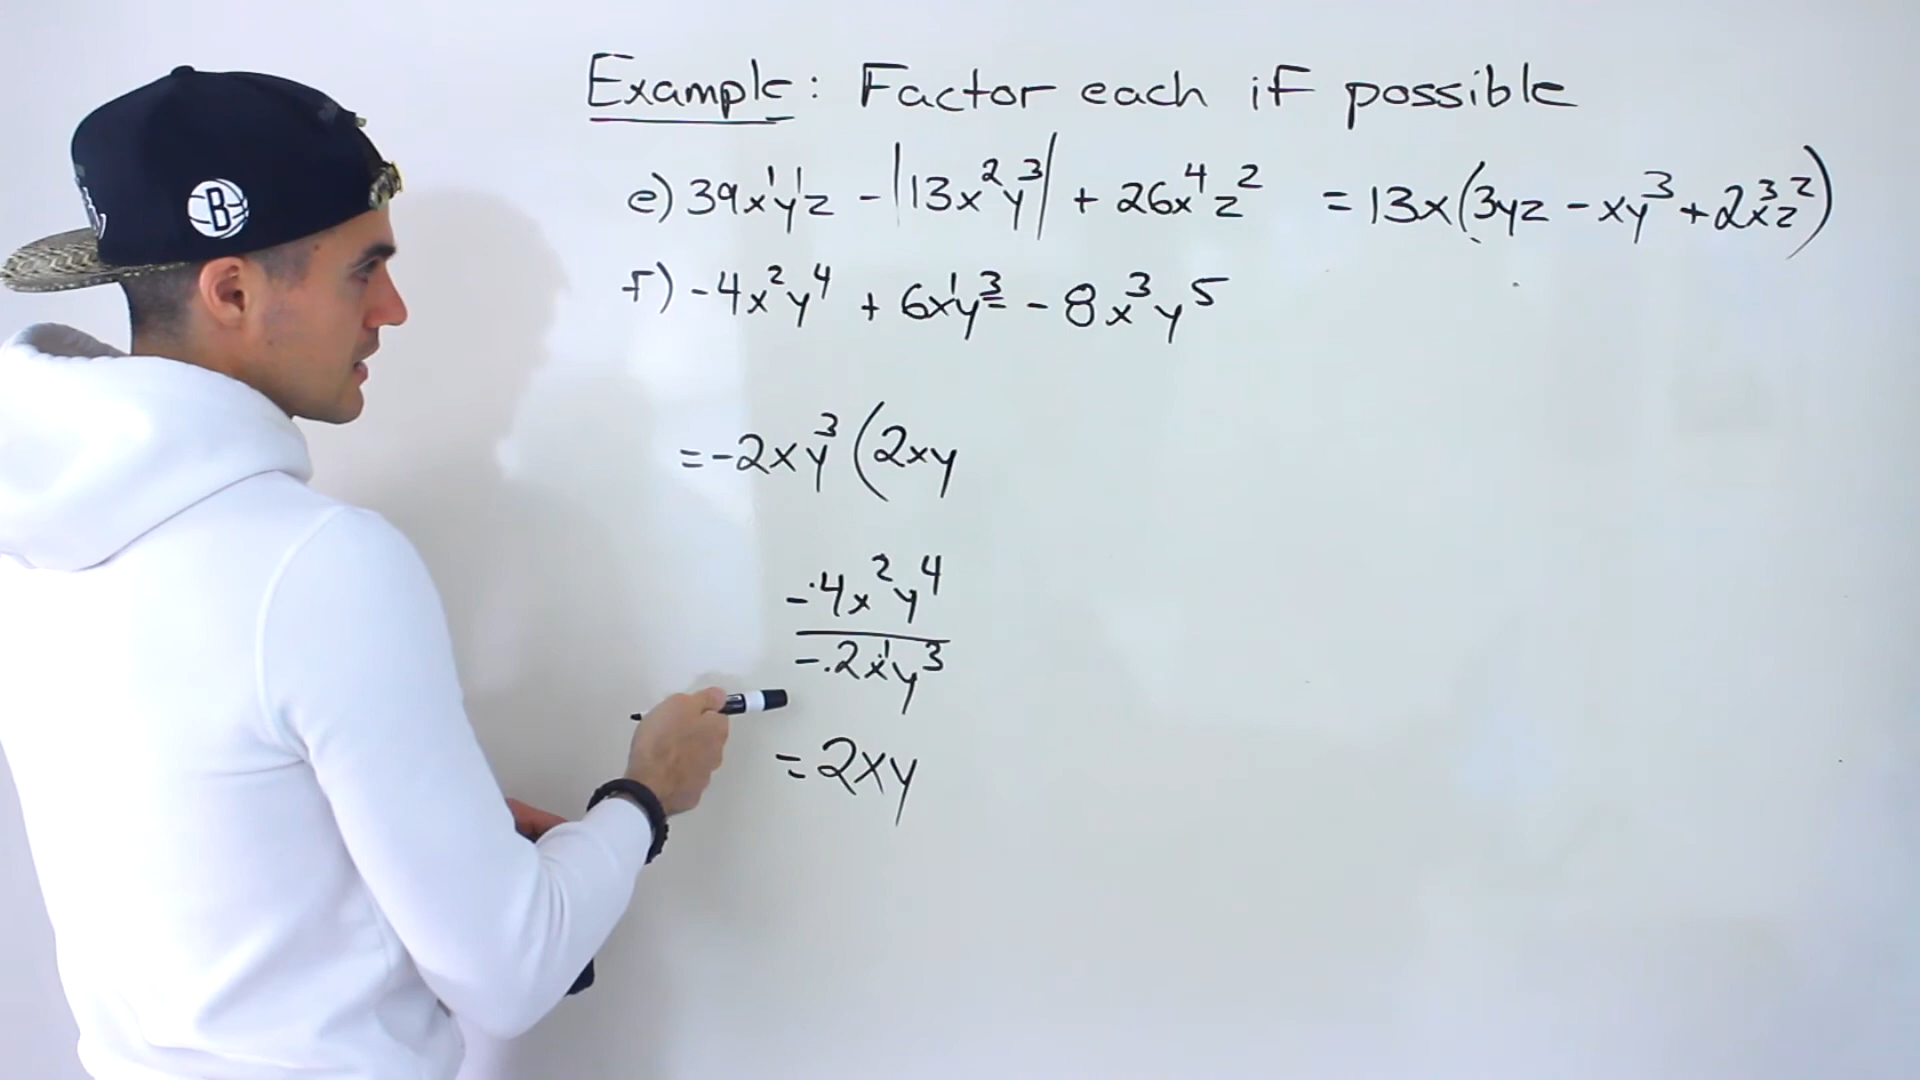 Example: Factor each if possible
e) 39x¹y¹z - |13x²y³| + 26x⁴z² = 13x(3yz - xy³ + 2x³z²)
f) -4x²y⁴ + 6x¹y³ - 8x³y⁵
= -2xy³(2xy
-4x²y⁴
-2x¹y³
= 2xy
B